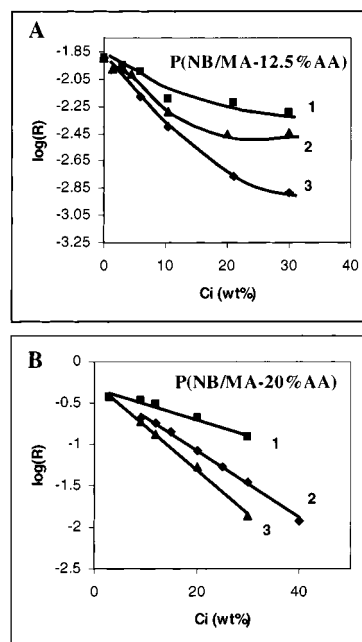 A
P(NB/MA-12.5%AA)
-1.85
-2.05
-2.25
-2.45
-2.65
-2.85
-3.05
-3.25
log(R)
1
2
3
0 10 20 30 40
Ci (wt%)
B
P(NB/MA-20%AA)
0
-0.5
-1
-1.5
-2
-2.5
log(R)
1
2
3
0 20 40
Ci (wt%)